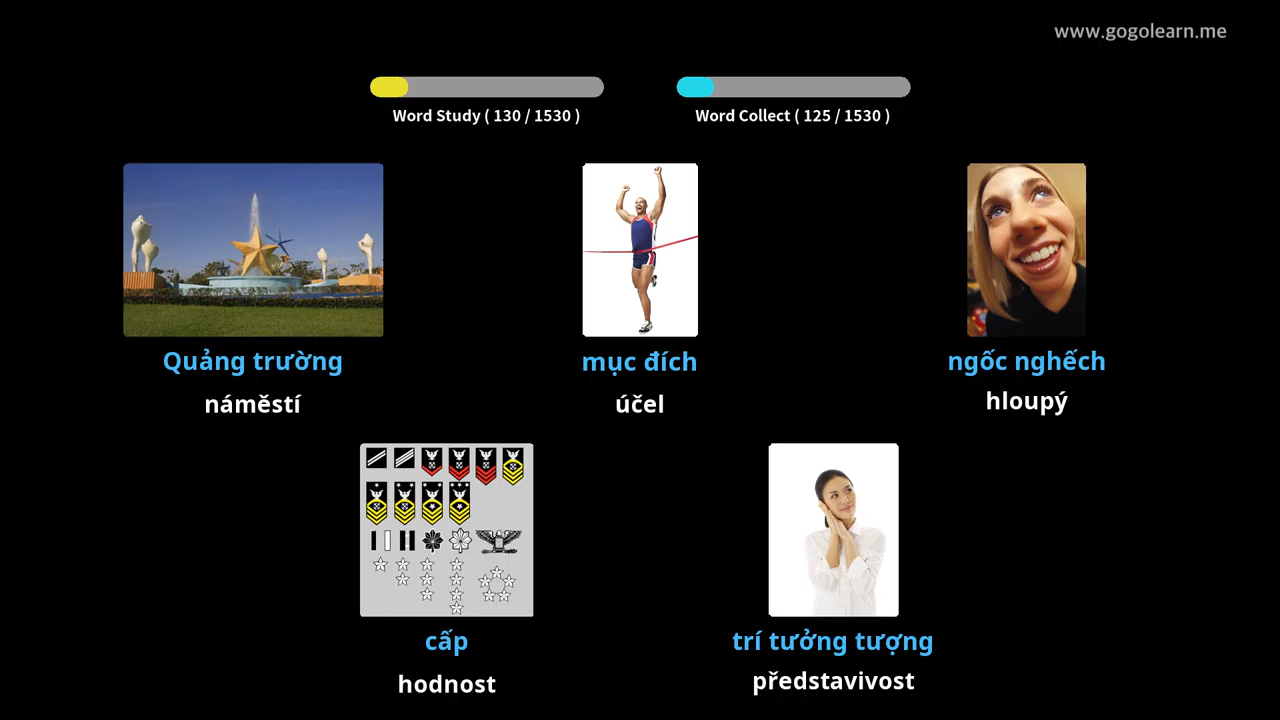 www.gogolearn.me
Word Study ( 130 / 1530 )
Word Collect ( 125 / 1530 )
Quảng trường
mục đích
ngốc nghếch
náměstí
účel
hloupý
cấp
trí tưởng tượng
hodnost
představivost